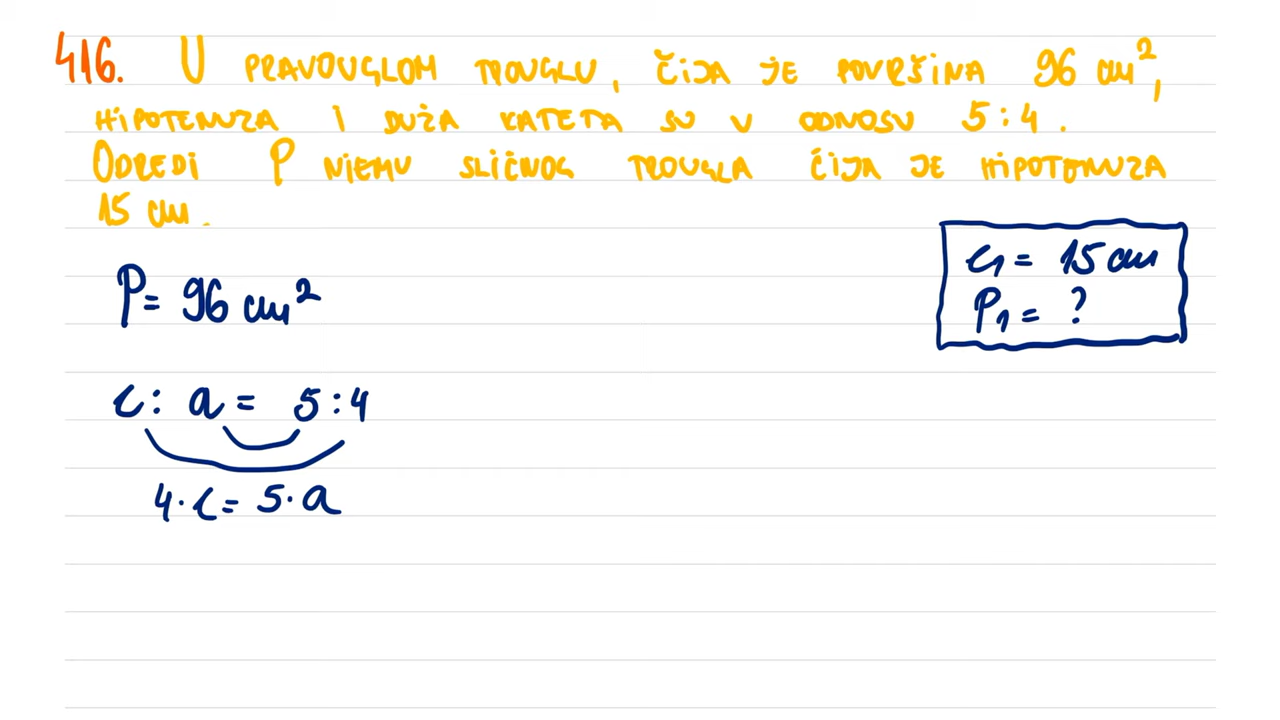 416. U PRAVOUGLOM TROUGLU, ČIJA JE POVRŠINA 96 cm²,
HIPOTENUZA I DUŽA KATETA SU U ODNOSU 5:4.
ODREDI P NJEMU SLIČNOG TROUGLA ČIJA JE HIPOTENUZA
15 cm.
c₁ = 15 cm
P₁ = ?
P = 96 cm²
c : a = 5 : 4
4 · c = 5 · a